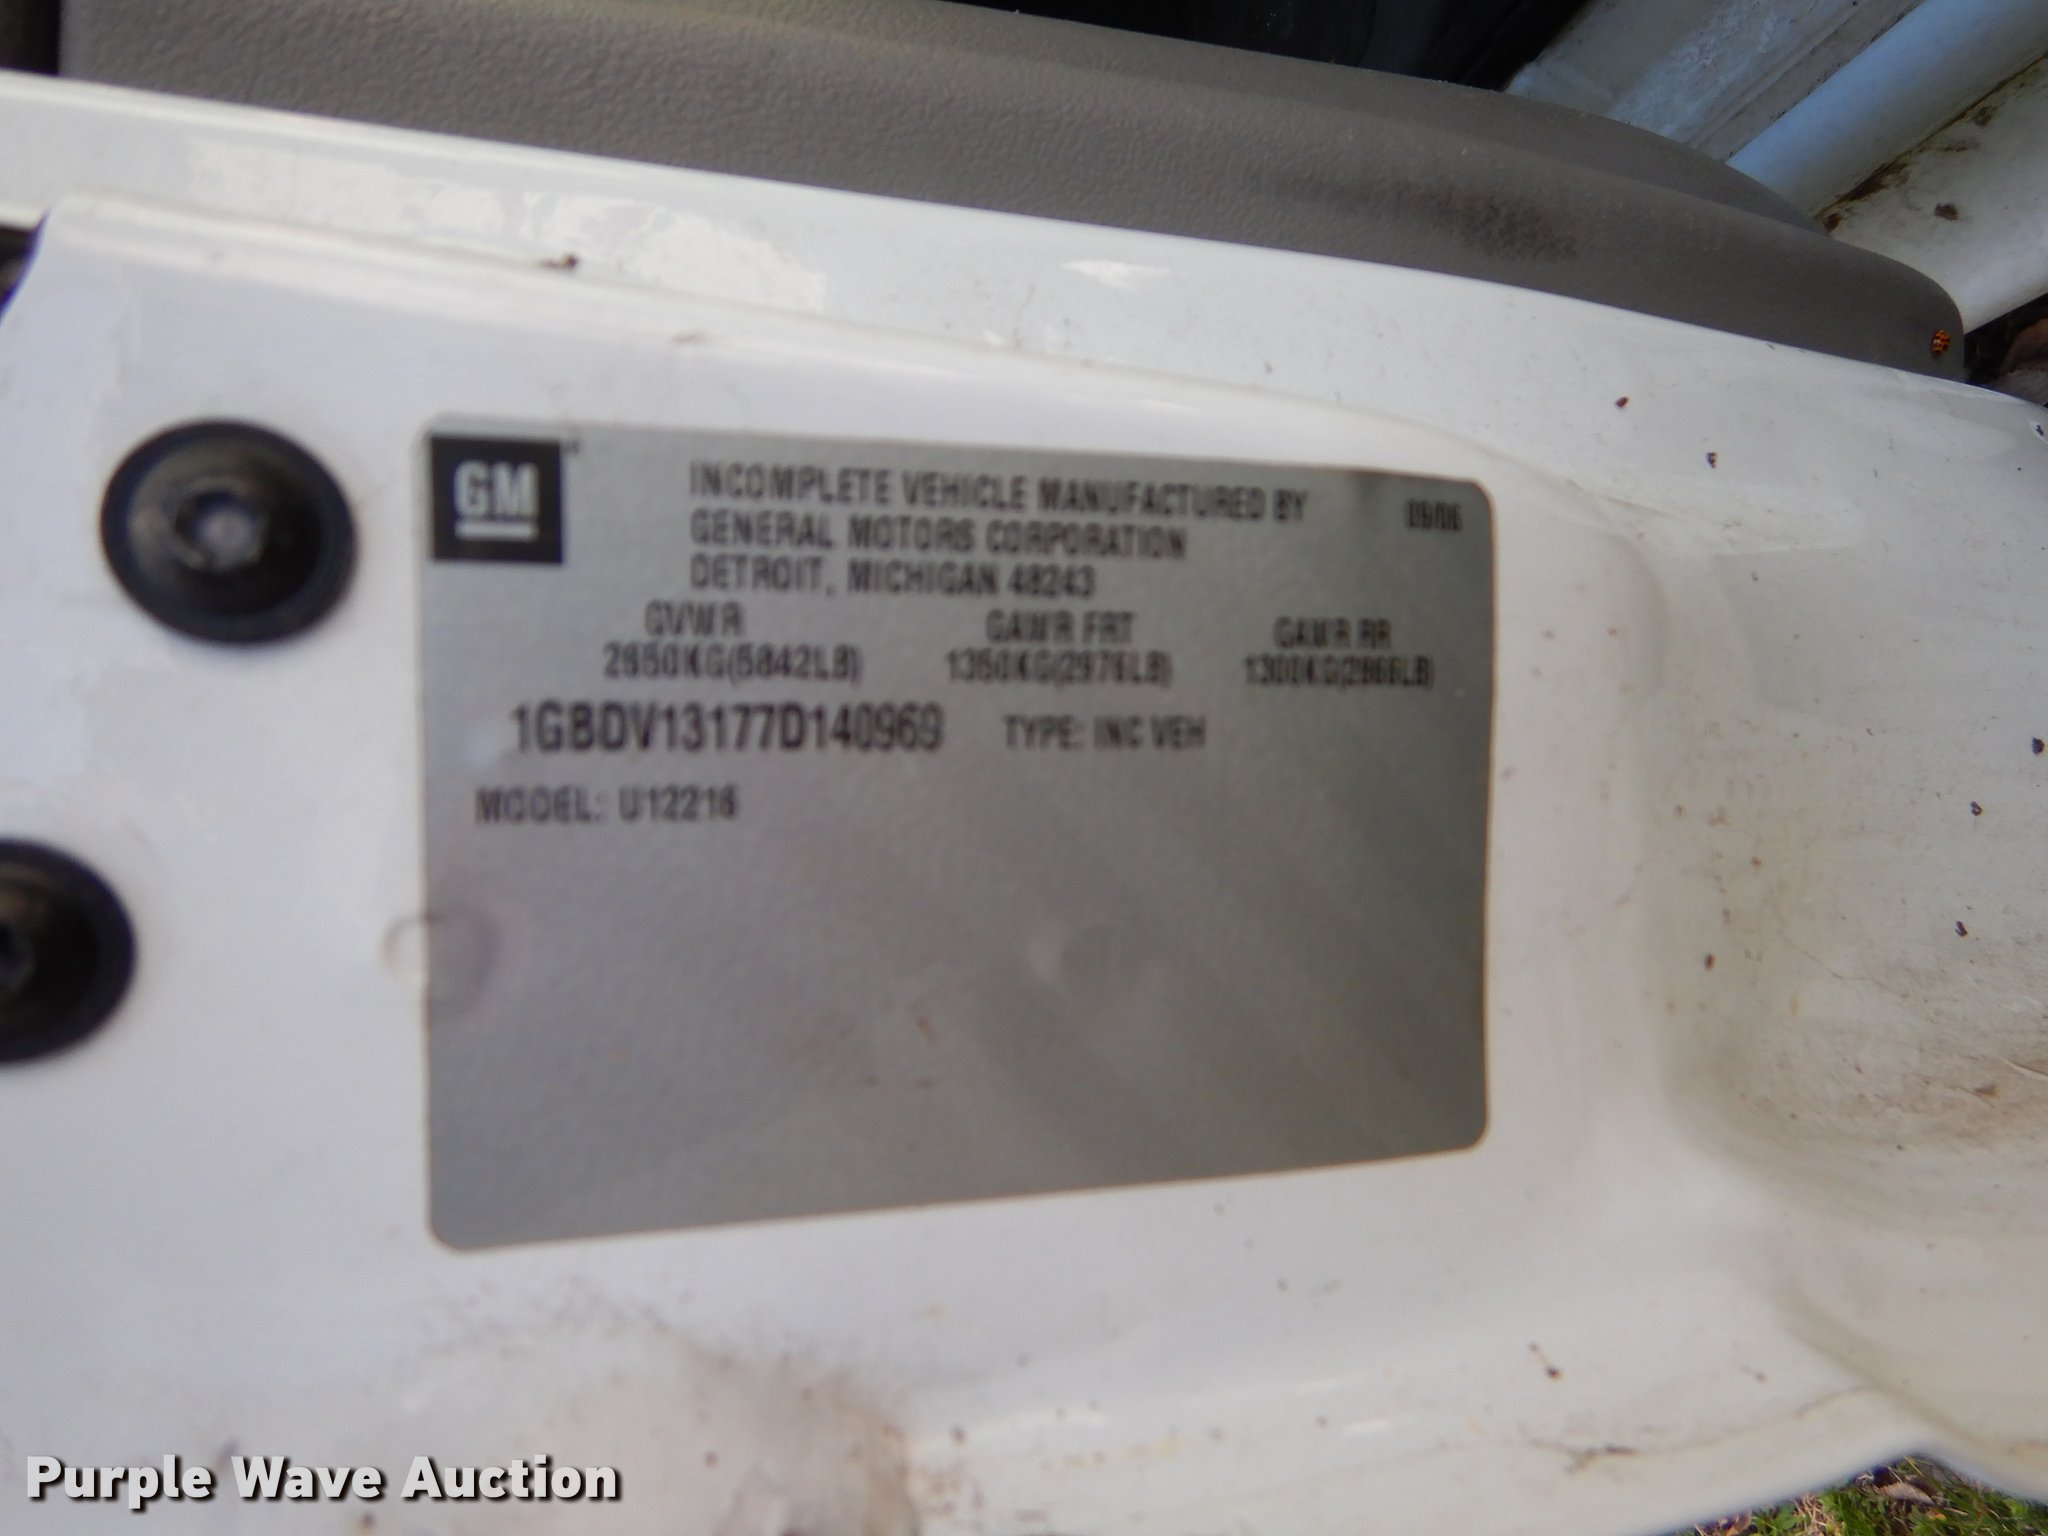 GM
INCOMPLETE VEHICLE MANUFACTURED BY 09/06
GENERAL MOTORS CORPORATION
DETROIT, MICHIGAN 48243
GVWR GAWR FRT GAWR RR
2650KG(5842LB) 1350KG(2976LB) 1300KG(2866LB)
1GBDV13177D140969 TYPE: INC VEH
MODEL: U12216
Purple Wave Auction